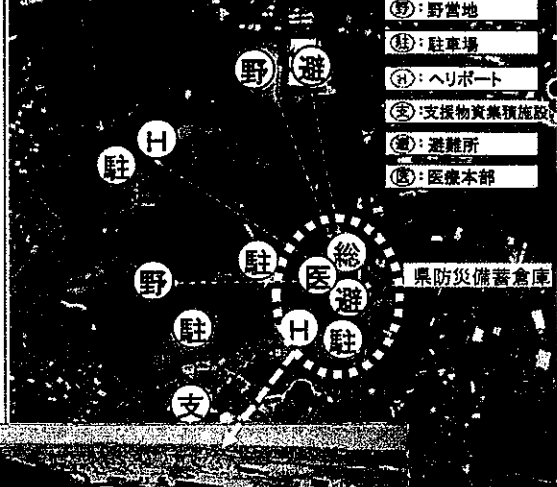 野:野営地
駐:駐車場
H:ヘリポート
支:支援物資集積施設
避:避難所
医:医療本部
野
避
H
駐
駐
総
医
野
避
県防災備蓄倉庫
駐
H
駐
支